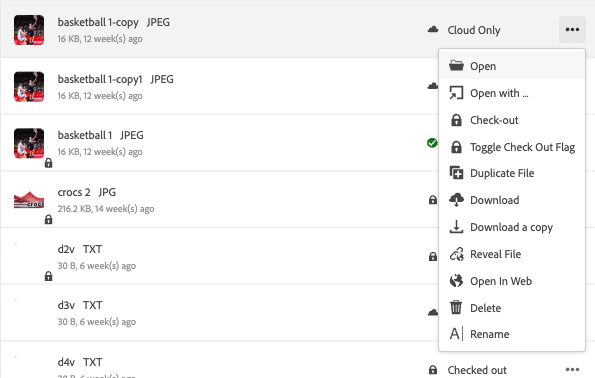 basketball 1-copy JPEG
16 KB, 12 week(s) ago
Cloud Only
basketball 1-copy1 JPEG
16 KB, 12 week(s) ago
basketball 1 JPEG
16 KB, 12 week(s) ago
crocs 2 JPG
216.2 KB, 14 week(s) ago
d2v TXT
30 B, 6 week(s) ago
d3v TXT
30 B, 6 week(s) ago
d4v TXT
30 B, 6 week(s) ago
Checked out
Open
Open with ...
Check-out
Toggle Check Out Flag
Duplicate File
Download
Download a copy
Reveal File
Open In Web
Delete
Rename